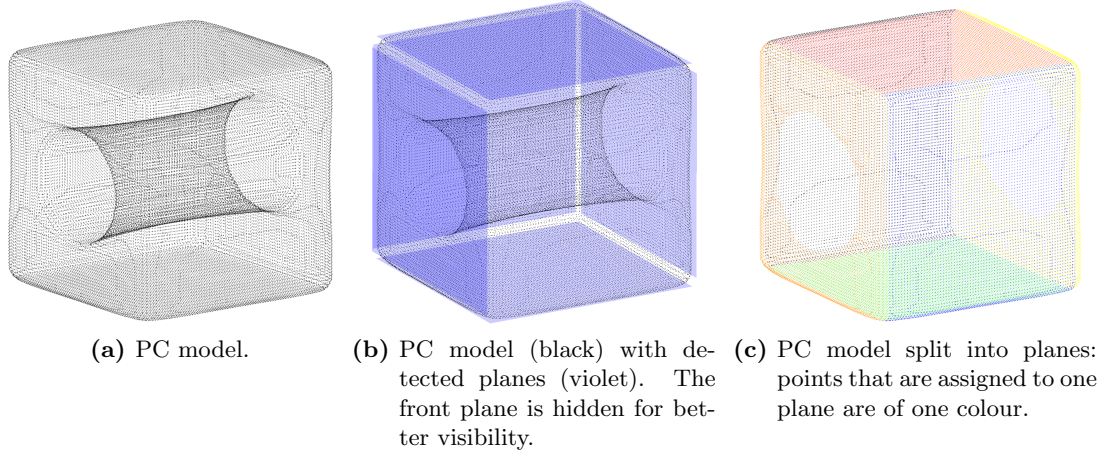 (a) PC model.
(b) PC model (black) with de-
tected planes (violet). The
front plane is hidden for bet-
ter visibility.
(c) PC model split into planes:
points that are assigned to one
plane are of one colour.